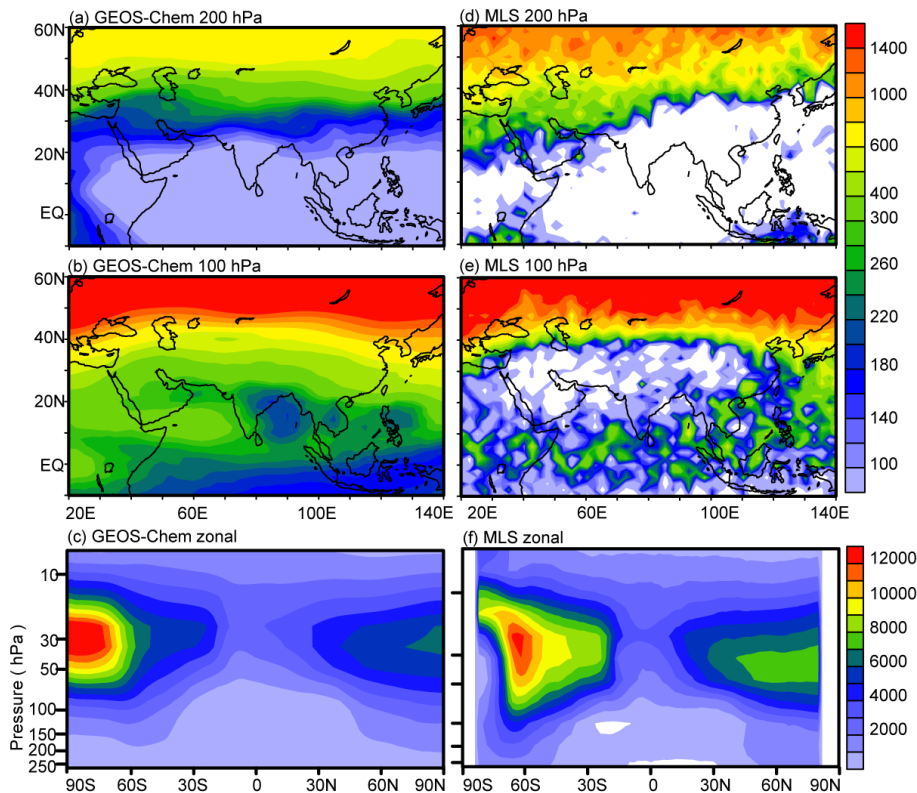 (a) GEOS-Chem 200 hPa
(d) MLS 200 hPa
60N
40N
20N
EQ
(b) GEOS-Chem 100 hPa
(e) MLS 100 hPa
60N
40N
20N
EQ
20E 60E 100E 140E
20E 60E 100E 140E
1400
1000
600
400
300
260
220
180
140
100
(c) GEOS-Chem zonal
(f) MLS zonal
Pressure ( hPa)
10
30
50
100
150
200
250
90S 60S 30S 0 30N 60N 90N
90S 60S 30S 0 30N 60N 90N
12000
10000
8000
6000
4000
2000